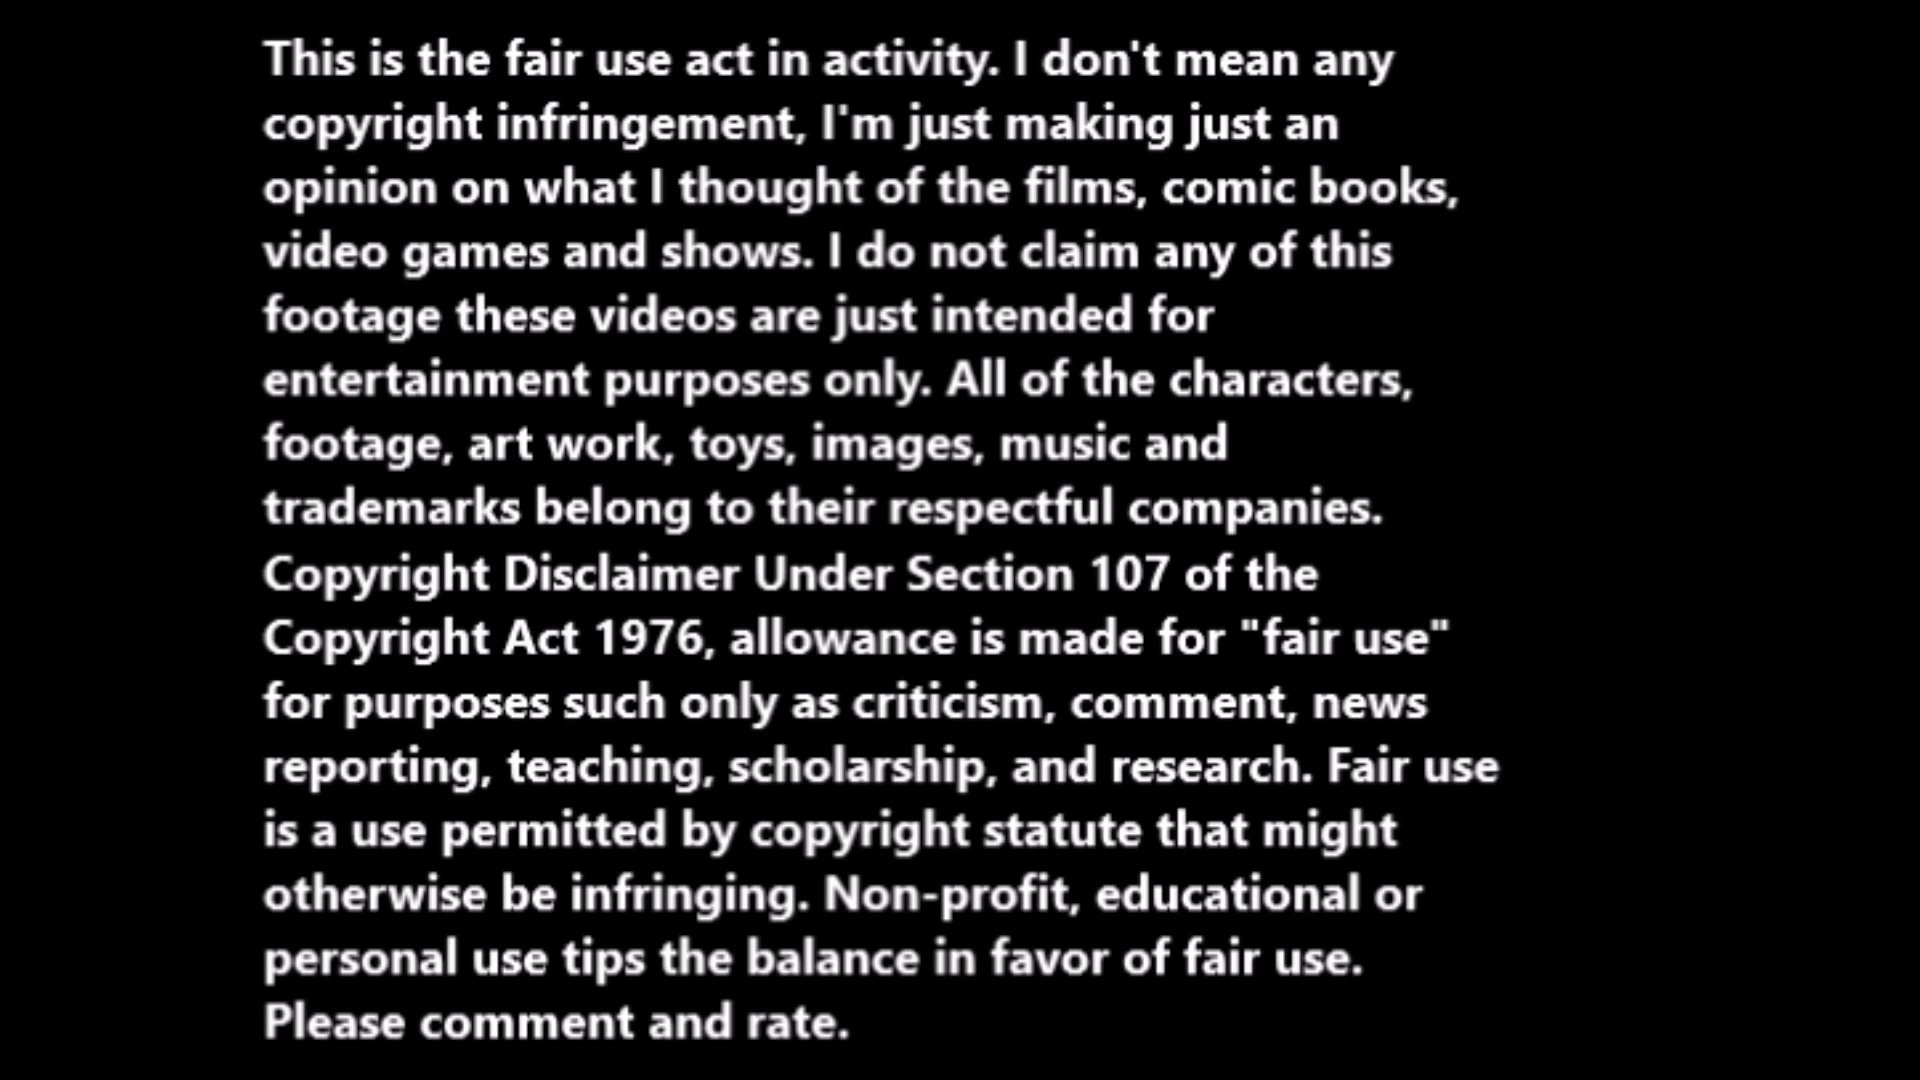 This is the fair use act in activity. I don't mean any
copyright infringement, I'm just making just an
opinion on what I thought of the films, comic books,
video games and shows. I do not claim any of this
footage these videos are just intended for
entertainment purposes only. All of the characters,
footage, art work, toys, images, music and
trademarks belong to their respectful companies.
Copyright Disclaimer Under Section 107 of the
Copyright Act 1976, allowance is made for "fair use"
for purposes such only as criticism, comment, news
reporting, teaching, scholarship, and research. Fair use
is a use permitted by copyright statute that might
otherwise be infringing. Non-profit, educational or
personal use tips the balance in favor of fair use.
Please comment and rate.